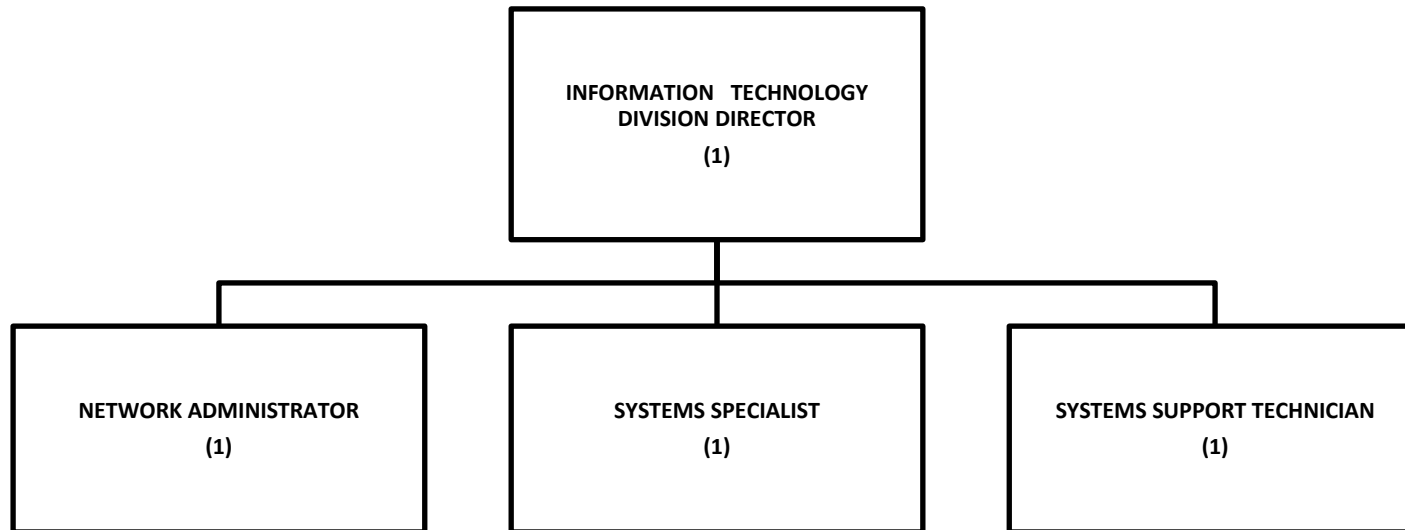 INFORMATION TECHNOLOGY
DIVISION DIRECTOR
(1)
NETWORK ADMINISTRATOR
(1)
SYSTEMS SPECIALIST
(1)
SYSTEMS SUPPORT TECHNICIAN
(1)